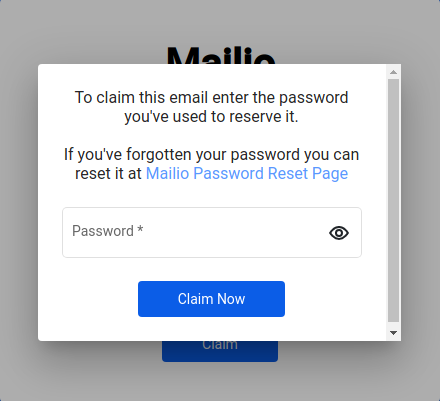 Mailio
To claim this email enter the password
you've used to reserve it.
If you've forgotten your password you can
reset it at Mailio Password Reset Page
Password *
Claim Now
Claim